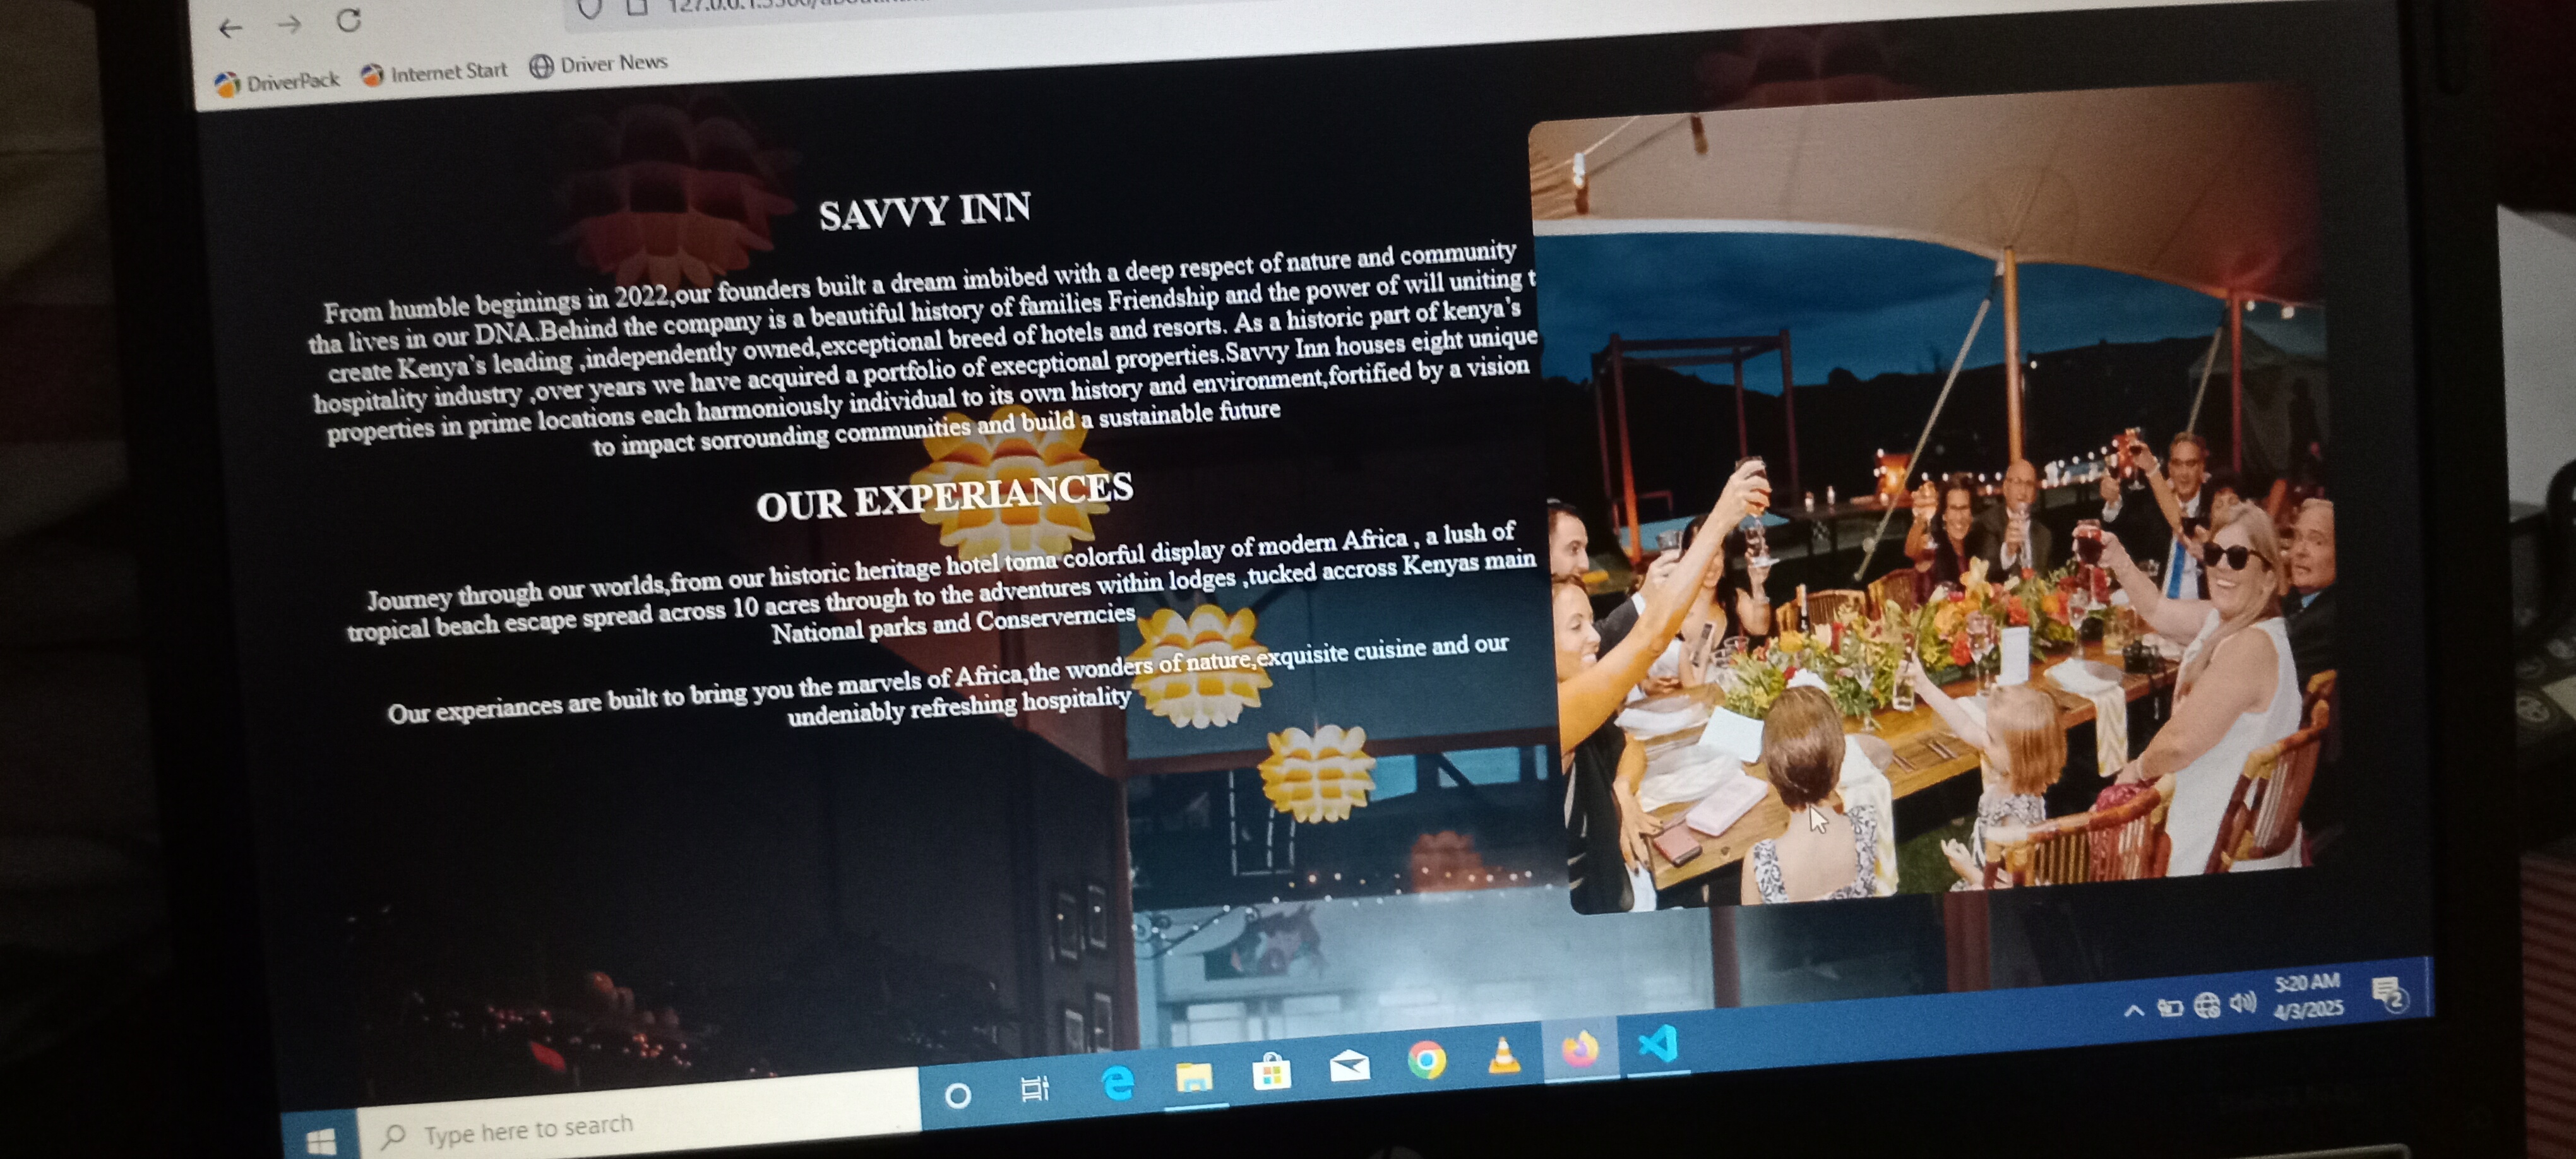 DriverPack Internet Start Driver News
SAVVY INN
From humble beginings in 2022,our founders built a dream imbibed with a deep respect of nature and community
tha lives in our DNA.Behind the company is a beautiful history of families Friendship and the power of will uniting t
create Kenya's leading ,independently owned,exceptional breed of hotels and resorts. As a historic part of kenya's
hospitality industry ,over years we have acquired a portfolio of execptional properties.Savvy Inn houses eight unique
properties in prime locations each harmoniously individual to its own history and environment,fortified by a vision
to impact sorrounding communities and build a sustainable future
OUR EXPERIANCES
Journey through our worlds,from our historic heritage hotel toma colorful display of modern Africa , a lush of
tropical beach escape spread across 10 acres through to the adventures within lodges ,tucked accross Kenyas main
National parks and Conserverncies
Our experiances are built to bring you the marvels of Africa,the wonders of nature,exquisite cuisine and our
undeniably refreshing hospitality
5:20 AM
4/3/2025
2
Type here to search